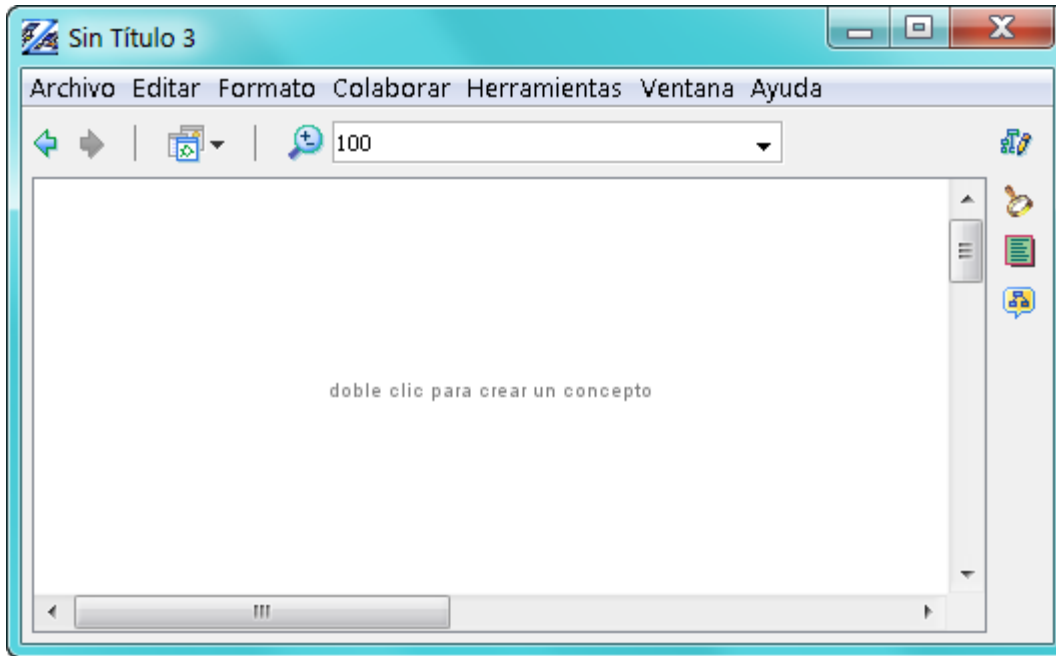 Sin Título 3
Archivo Editar Formato Colaborar Herramientas Ventana Ayuda
100
doble clic para crear un concepto